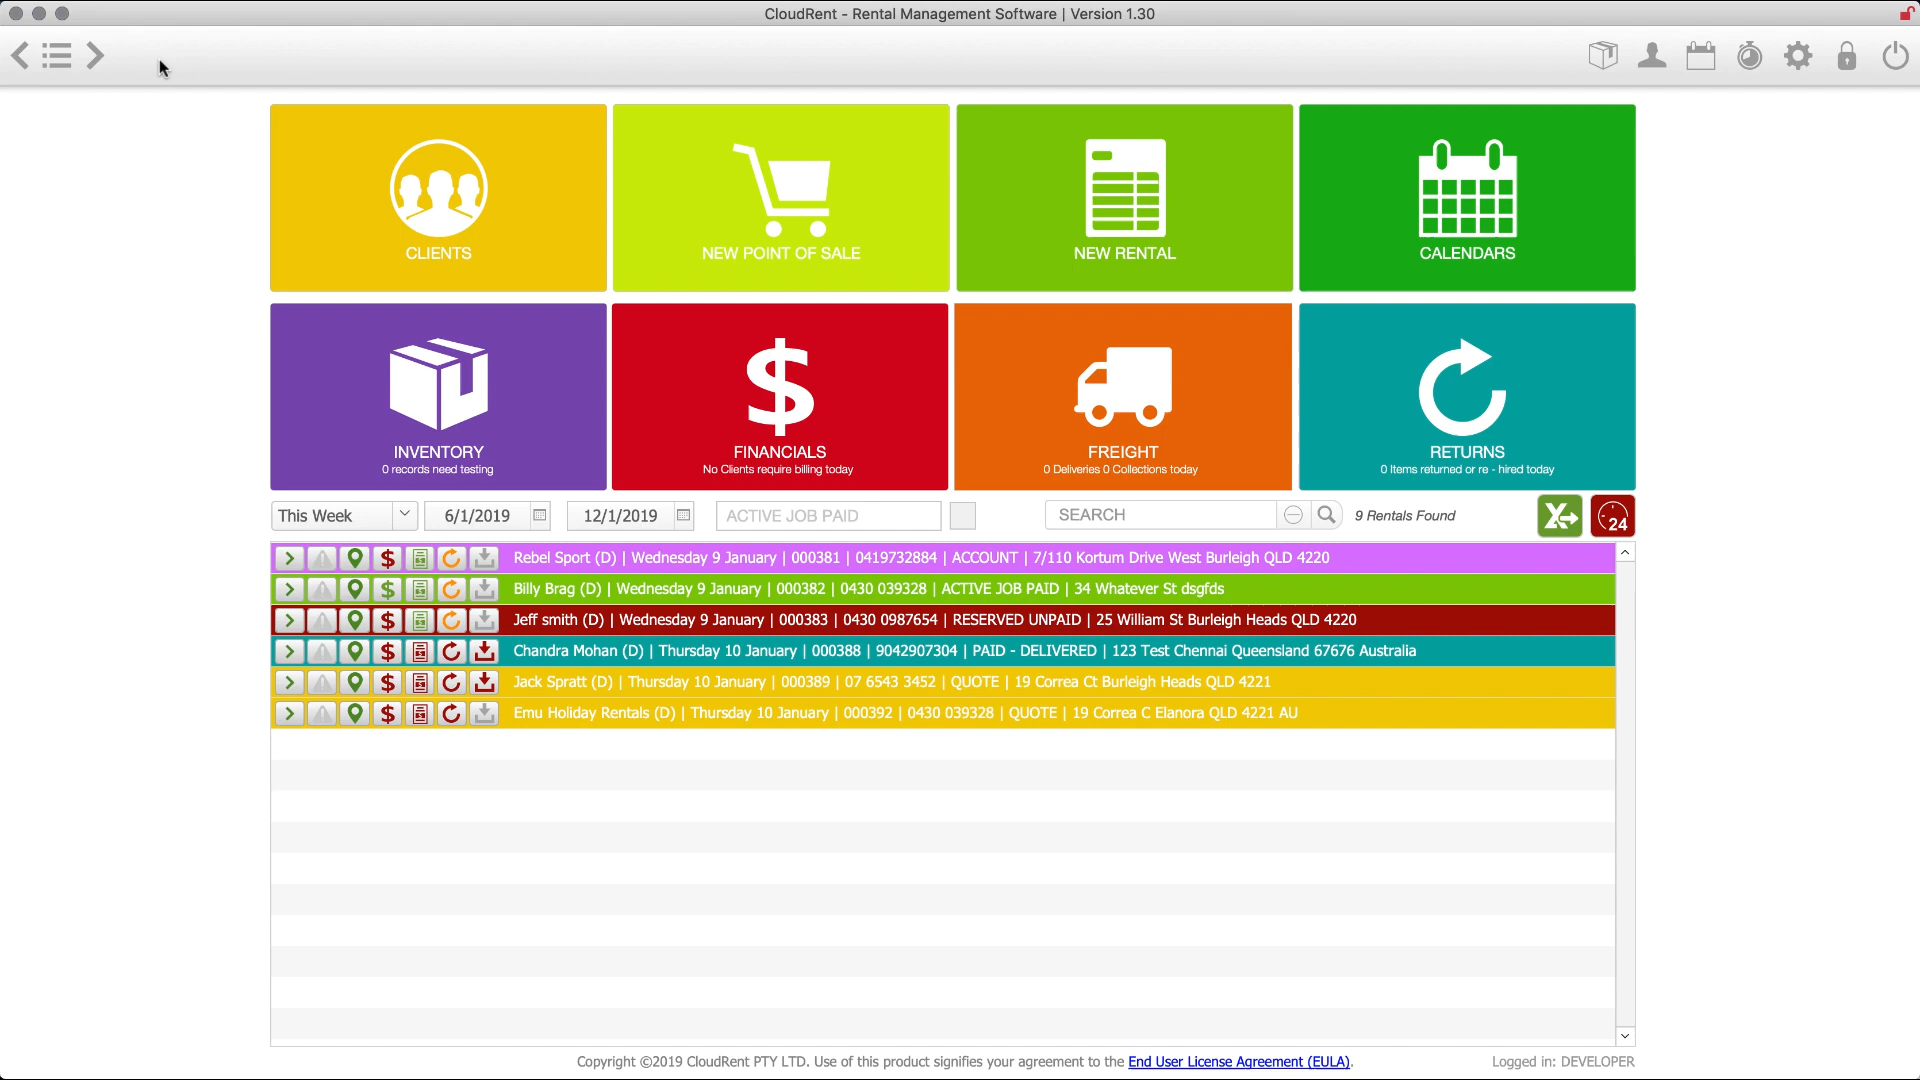 CloudRent - Rental Management Software | Version 1.30
CLIENTS
NEW POINT OF SALE
NEW RENTAL
CALENDARS
INVENTORY
0 records need testing
FINANCIALS
No Clients require billing today
FREIGHT
0 Deliveries 0 Collections today
RETURNS
0 Items returned or re - hired today
This Week
6/1/2019
12/1/2019
ACTIVE JOB PAID
SEARCH
9 Rentals Found
24
Rebel Sport (D) | Wednesday 9 January | 000381 | 0419732884 | ACCOUNT | 7/110 Kortum Drive West Burleigh QLD 4220
Billy Brag (D) | Wednesday 9 January | 000382 | 0430 039328 | ACTIVE JOB PAID | 34 Whatever St dsgfds
Jeff smith (D) | Wednesday 9 January | 000383 | 0430 0987654 | RESERVED UNPAID | 25 William St Burleigh Heads QLD 4220
Chandra Mohan (D) | Thursday 10 January | 000388 | 9042907304 | PAID - DELIVERED | 123 Test Chennai Queensland 67676 Australia
Jack Spratt (D) | Thursday 10 January | 000389 | 07 6543 3452 | QUOTE | 19 Correa Ct Burleigh Heads QLD 4221
Emu Holiday Rentals (D) | Thursday 10 January | 000392 | 0430 039328 | QUOTE | 19 Correa C Elanora QLD 4221 AU
Copyright ©2019 CloudRent PTY LTD. Use of this product signifies your agreement to the End User License Agreement (EULA).
Logged in: DEVELOPER